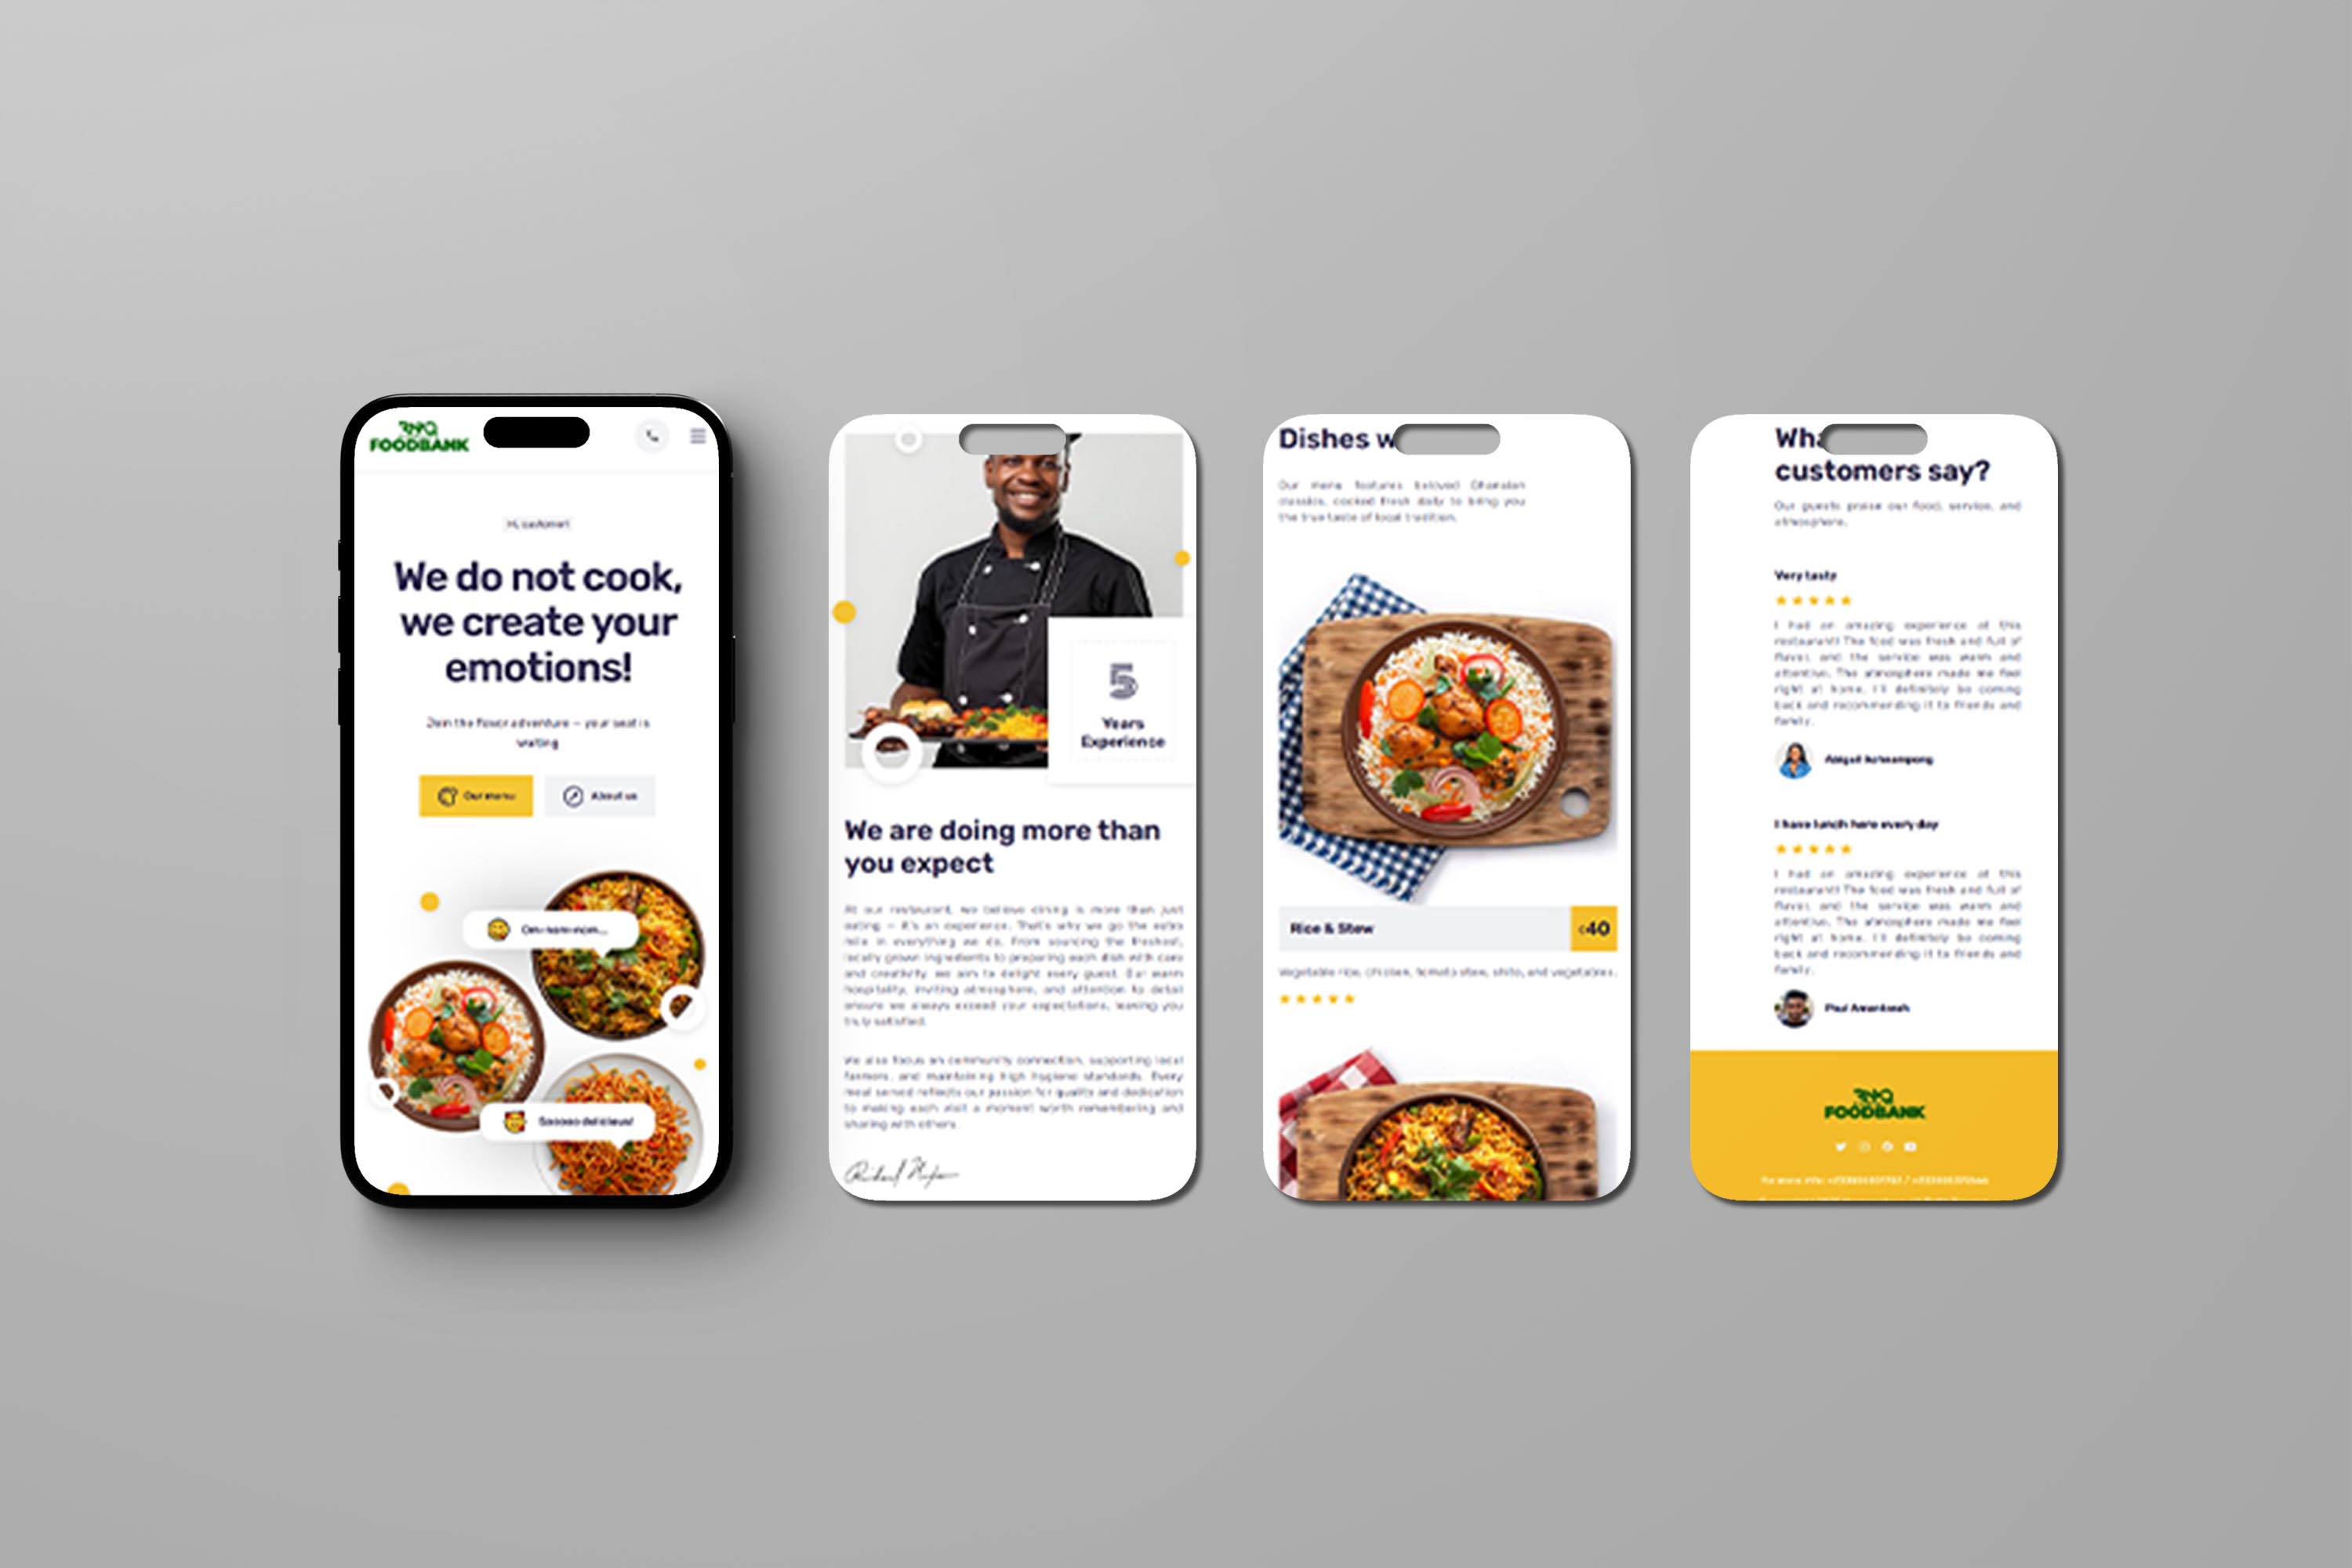 FOODBANK
Hi, customer!
We do not cook,
we create your
emotions!
Join the flavor adventure – your seat is
waiting
Our menu
About us
Om-nom-nom...
Sooooo delicious!
5
Years
Experience
We are doing more than
you expect
At our restaurant, we believe dining is more than just
eating – it's an experience. That's why we go the extra
mile in everything we do. From sourcing the freshest,
locally grown ingredients to preparing each dish with care
and creativity, we aim to delight every guest. Our warm
hospitality, inviting atmosphere, and attention to detail
ensure we always exceed your expectations, leaving you
truly satisfied.
We also focus on community connection, supporting local
farmers, and maintaining high hygiene standards. Every
meal served reflects our passion for quality and dedication
to making each visit a moment worth remembering and
sharing with others.
Dishes w
Our menu features beloved Ghanaian
classics, cooked fresh daily to bring you
the true taste of local tradition.
Rice & Stew
¢40
Vegetable rice, chicken, tomato stew, shito, and vegetables.
Wha
customers say?
Our guests praise our food, service, and
atmosphere.
Very tasty
I had an amazing experience at this
restaurant! The food was fresh and full of
flavor, and the service was warm and
attentive. The atmosphere made me feel
right at home. I'll definitely be coming
back and recommending it to friends and
family.
Abigail
I have lunch here every day
I had an amazing experience at this
restaurant! The food was fresh and full of
flavor, and the service was warm and
attentive. The atmosphere made me feel
right at home. I'll definitely be coming
back and recommending it to friends and
family.
Paul
FOODBANK
For more info: